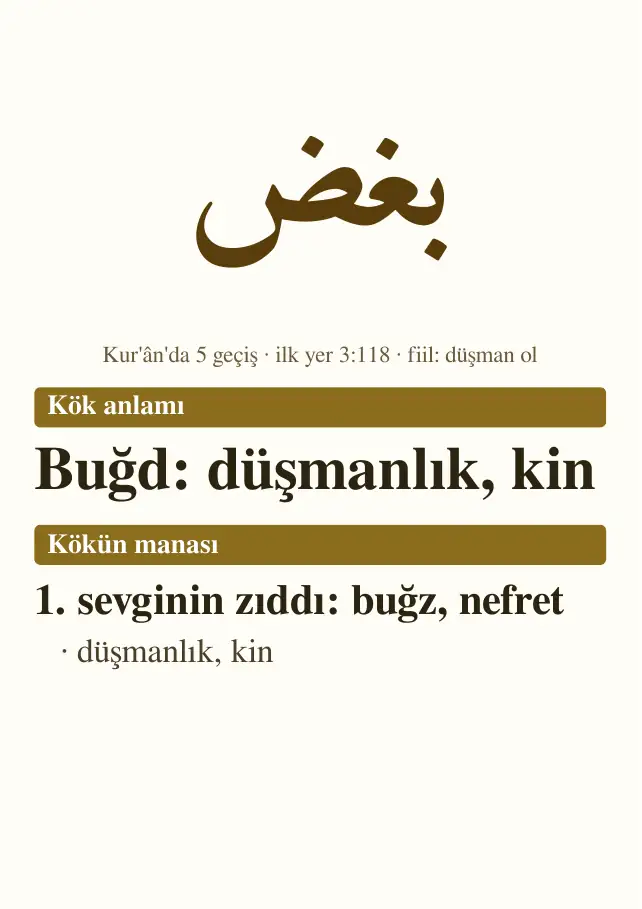 بغض
Kur'ân'da 5 geçiş · ilk yer 3:118 · fiil: düşman ol
Kök anlamı
Buğd: düşmanlık, kin
Kökün manası
1. sevginin zıddı: buğz, nefret
· düşmanlık, kin